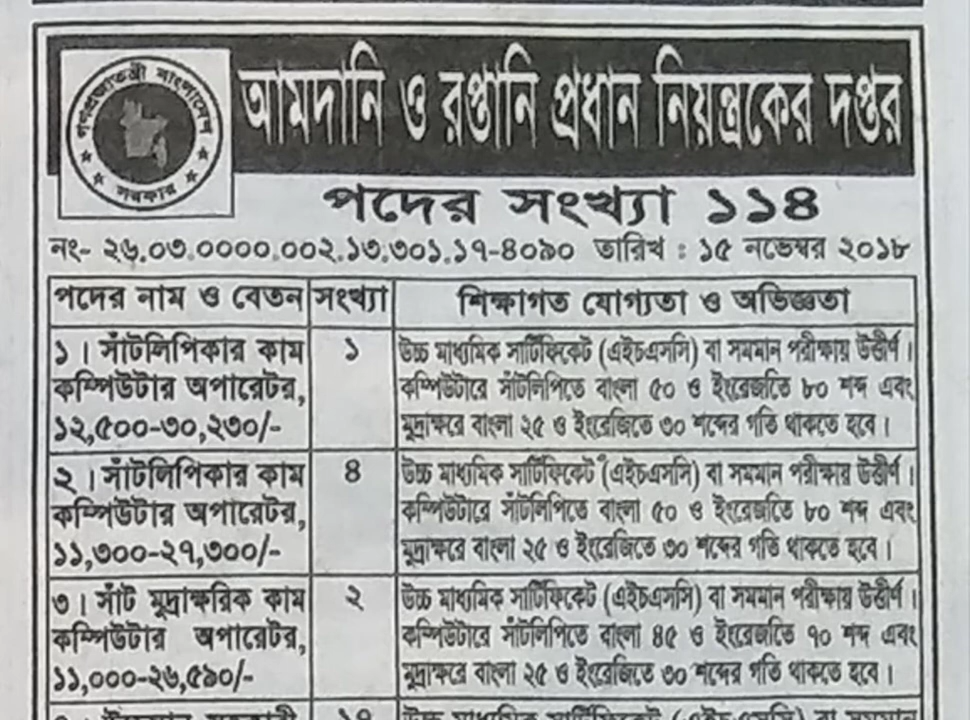 গণপ্রজাতন্ত্রী বাংলাদেশ
সরকার
আমদানি ও রপ্তানি প্রধান নিয়ন্ত্রকের দপ্তর
পদের সংখ্যা ১১৪
নং- ২৬.০৩.০০০০.০০২.১৩.৩০১.১৭-৪০৯০ তারিখ : ১৫ নভেম্বর ২০১৮
পদের নাম ও বেতন সংখ্যা শিক্ষাগত যোগ্যতা ও অভিজ্ঞতা
১। সাঁটলিপিকার কাম ১ উচ্চ মাধ্যমিক সার্টিফিকেট (এইচএসসি) বা সমমান পরীক্ষায় উত্তীর্ণ।
কম্পিউটার অপারেটর, কম্পিউটারে সাঁটলিপিতে বাংলা ৫০ ও ইংরেজিতে ৮০ শব্দ এবং
১২,৫০০-৩০,২৩০/- মুদ্রাক্ষরে বাংলা ২৫ ও ইংরেজিতে ৩০ শব্দের গতি থাকতে হবে।
২। সাঁটলিপিকার কাম ৪ উচ্চ মাধ্যমিক সার্টিফিকেট (এইচএসসি) বা সমমান পরীক্ষায় উত্তীর্ণ।
কম্পিউটার অপারেটর, কম্পিউটারে সাঁটলিপিতে বাংলা ৫০ ও ইংরেজিতে ৮০ শব্দ এবং
১১,৩০০-২৭,৩০০/- মুদ্রাক্ষরে বাংলা ২৫ ও ইংরেজিতে ৩০ শব্দের গতি থাকতে হবে।
৩। সাঁট মুদ্রাক্ষরিক কাম ২ উচ্চ মাধ্যমিক সার্টিফিকেট (এইচএসসি) বা সমমান পরীক্ষায় উত্তীর্ণ।
কম্পিউটার অপারেটর, কম্পিউটারে সাঁটলিপিতে বাংলা ৪৫ ও ইংরেজিতে ৭০ শব্দ এবং
১১,০০০-২৬,৫৯০/- মুদ্রাক্ষরে বাংলা ২৫ ও ইংরেজিতে ৩০ শব্দের গতি থাকতে হবে।